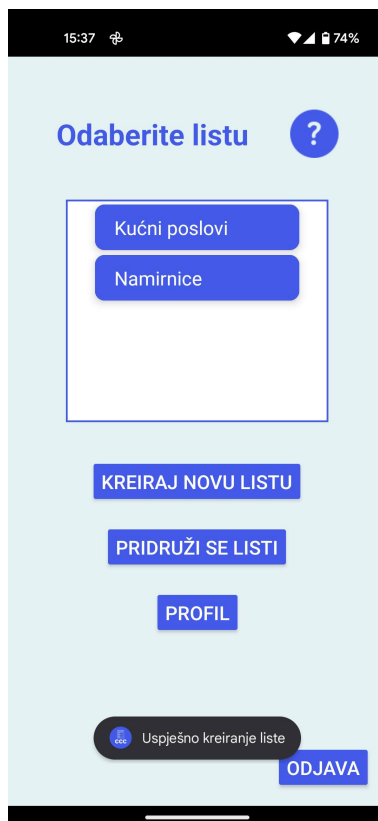 15:37
74%
Odaberite listu
?
Kućni poslovi
Namirnice
KREIRAJ NOVU LISTU
PRIDRUŽI SE LISTI
PROFIL
ccc Uspješno kreiranje liste
ODJAVA